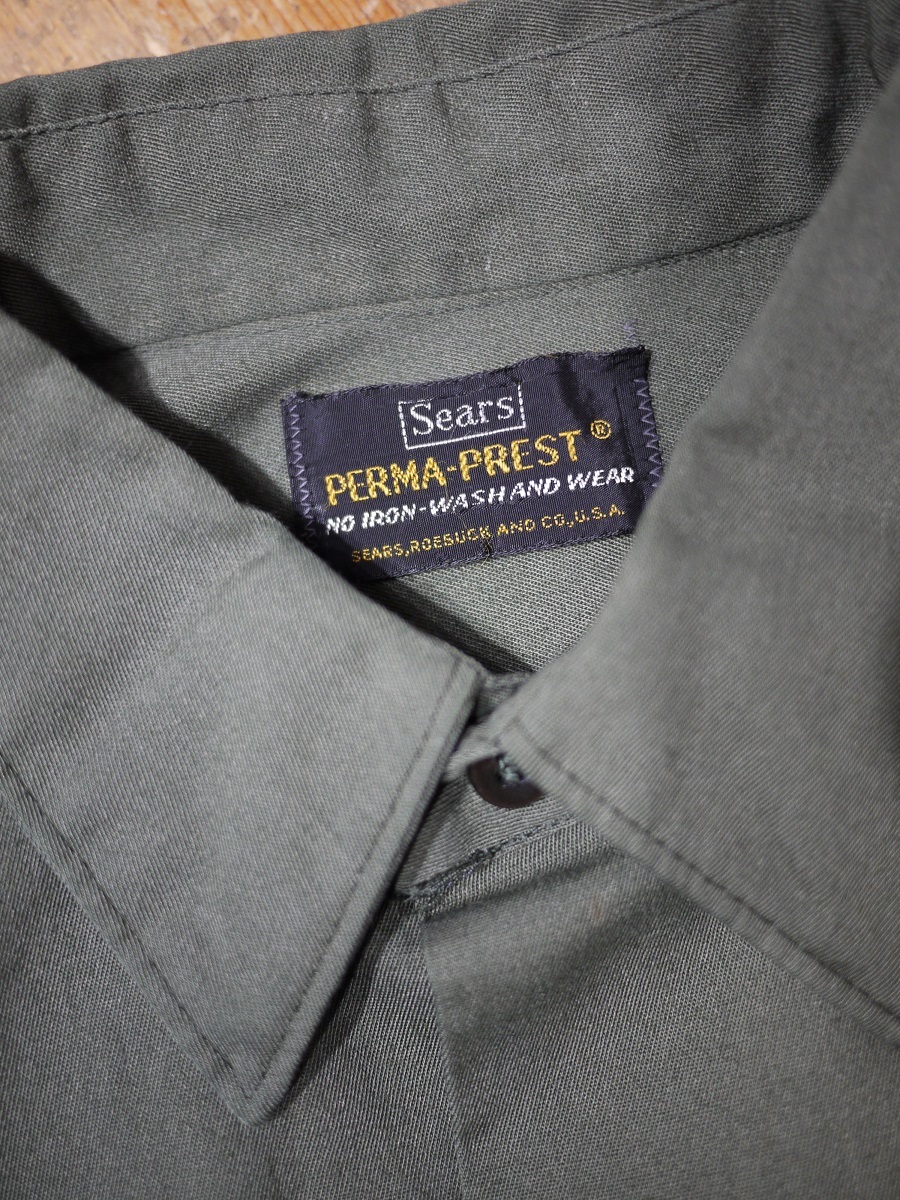 Sears
PERMA-PREST®
NO IRON-WASH AND WEAR
SEARS, ROEBUCK AND CO., U.S.A.